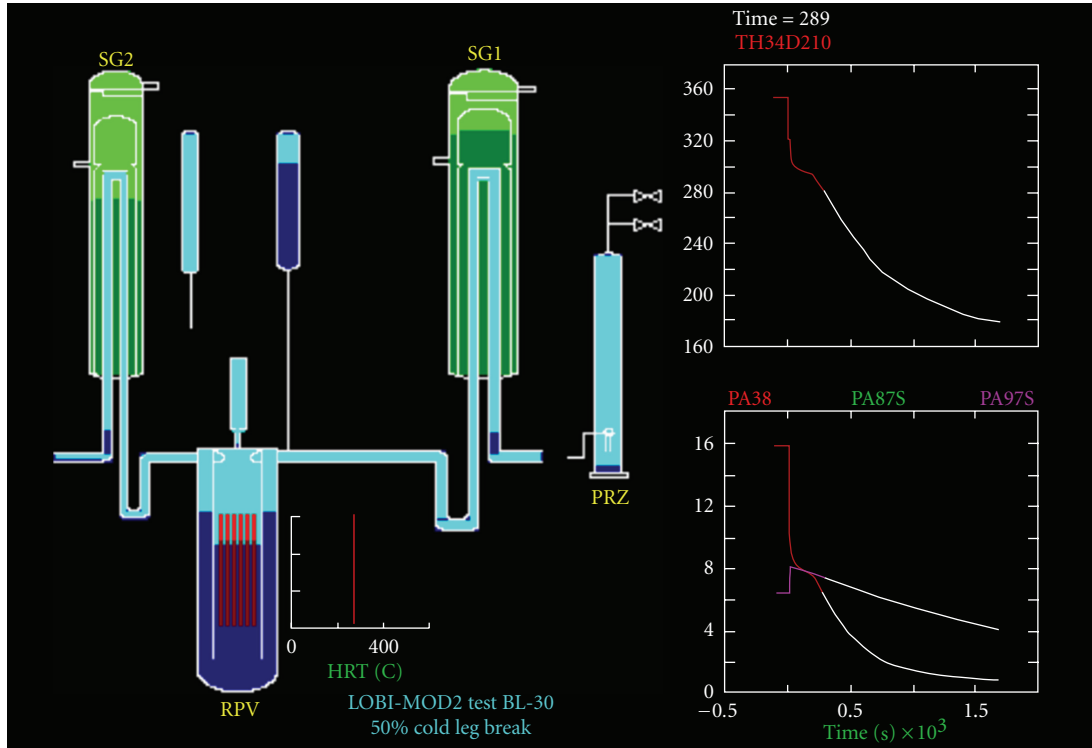 Time = 289
TH34D210
SG2
SG1
360
320
280
240
200
160
PRZ
PA38 PA87S PA97S
16
12
8
4
0
−0.5 0.5 1.5
Time (s) ×10³
0 400
HRT (C)
RPV
LOBI-MOD2 test BL-30
50% cold leg break